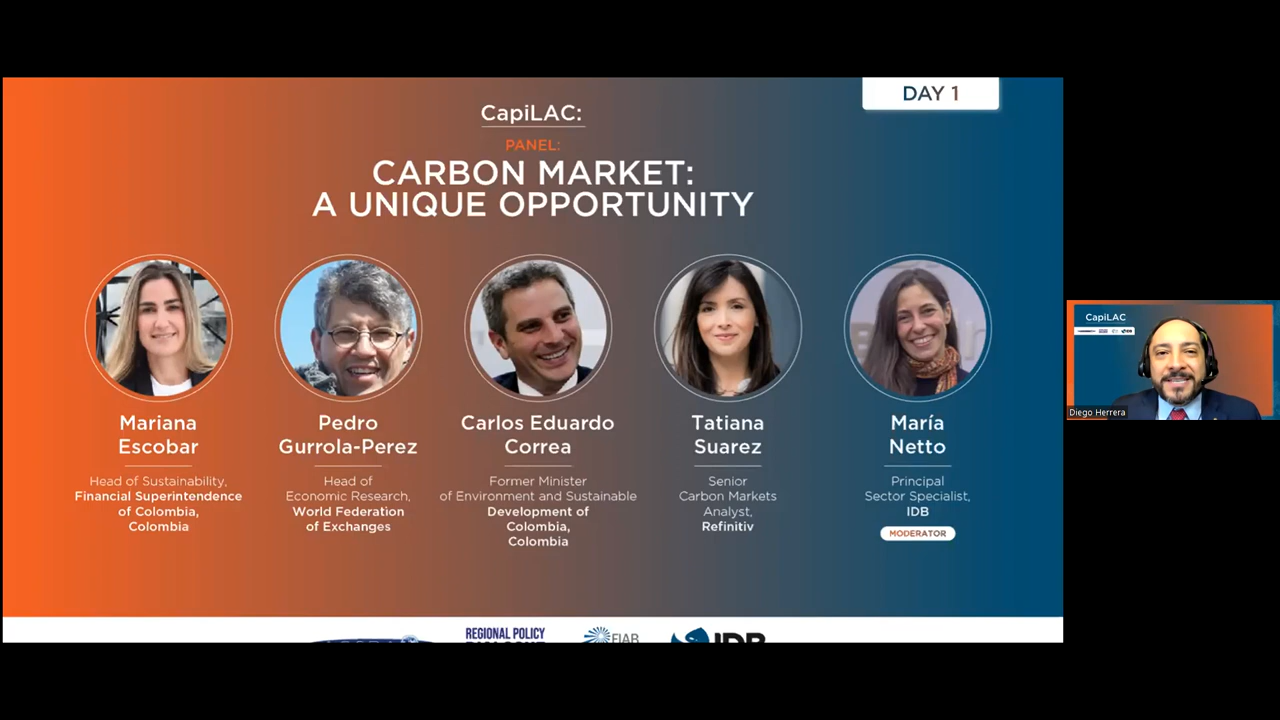 DAY 1
CapiLAC:
PANEL:
CARBON MARKET:
A UNIQUE OPPORTUNITY
Mariana
Escobar
Head of Sustainability,
Financial Superintendence
of Colombia,
Colombia
Pedro
Gurrola-Perez
Head of
Economic Research,
World Federation
of Exchanges
Carlos Eduardo
Correa
Former Minister
of Environment and Sustainable
Development of
Colombia,
Colombia
Tatiana
Suarez
Senior
Carbon Markets
Analyst,
Refinitiv
María
Netto
Principal
Sector Specialist,
IDB
MODERATOR
REGIONAL POLICY
DIALOGUE
FIAB
IDB
CapiLAC
Diego Herrera